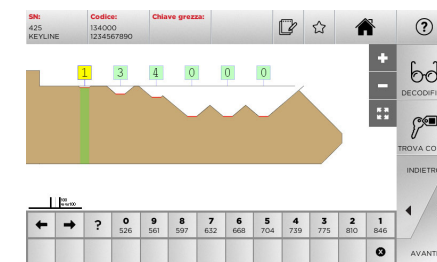 SN:
425
KEYLINE
Codice:
134000
1234567890
Chiave grezza:
?
1 3 4 0 0 0
+
−
DECODIFI
TROVA CO
INDIETR
AVANTI
? 0 9 8 7 6 5 4 3 2 1
526 561 597 632 668 704 739 775 810 846